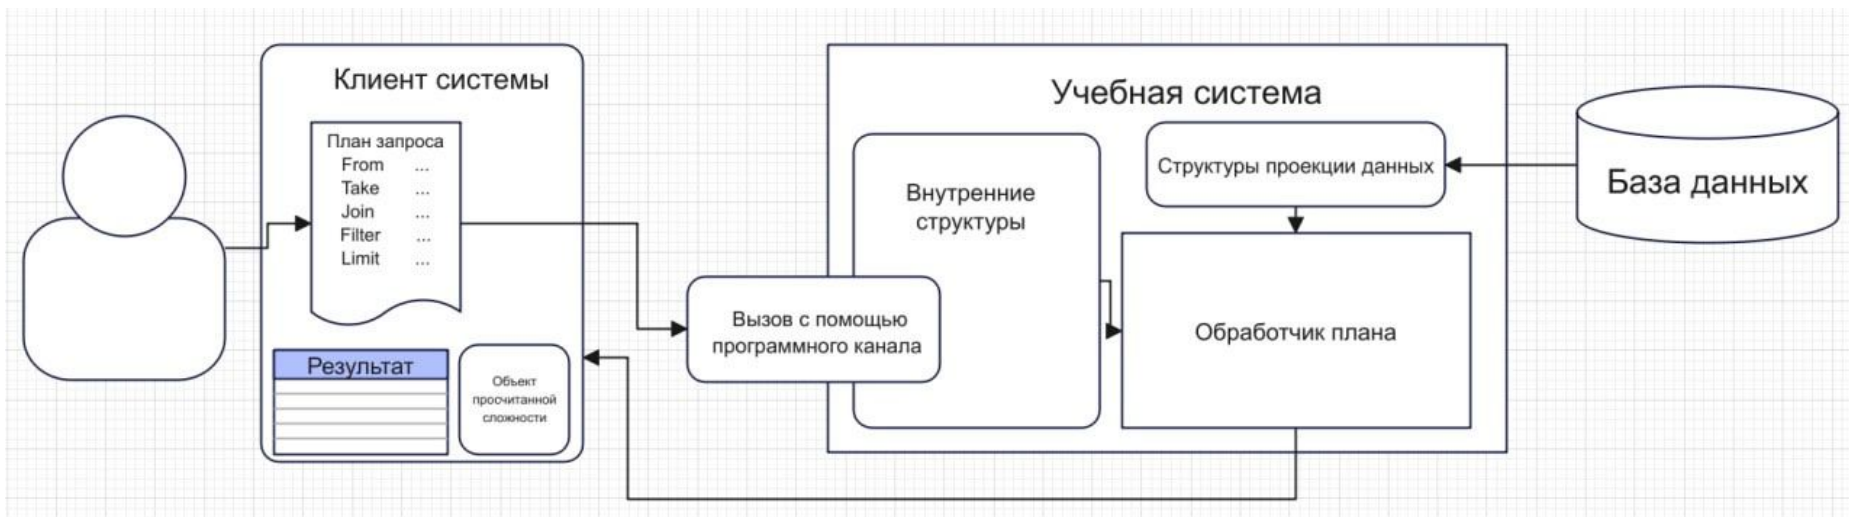 Клиент системы
План запроса
From ...
Take ...
Join ...
Filter ...
Limit ...
Результат
Объект
просчитанной
сложности
Вызов с помощью
программного канала
Учебная система
Внутренние
структуры
Структуры проекции данных
Обработчик плана
База данных